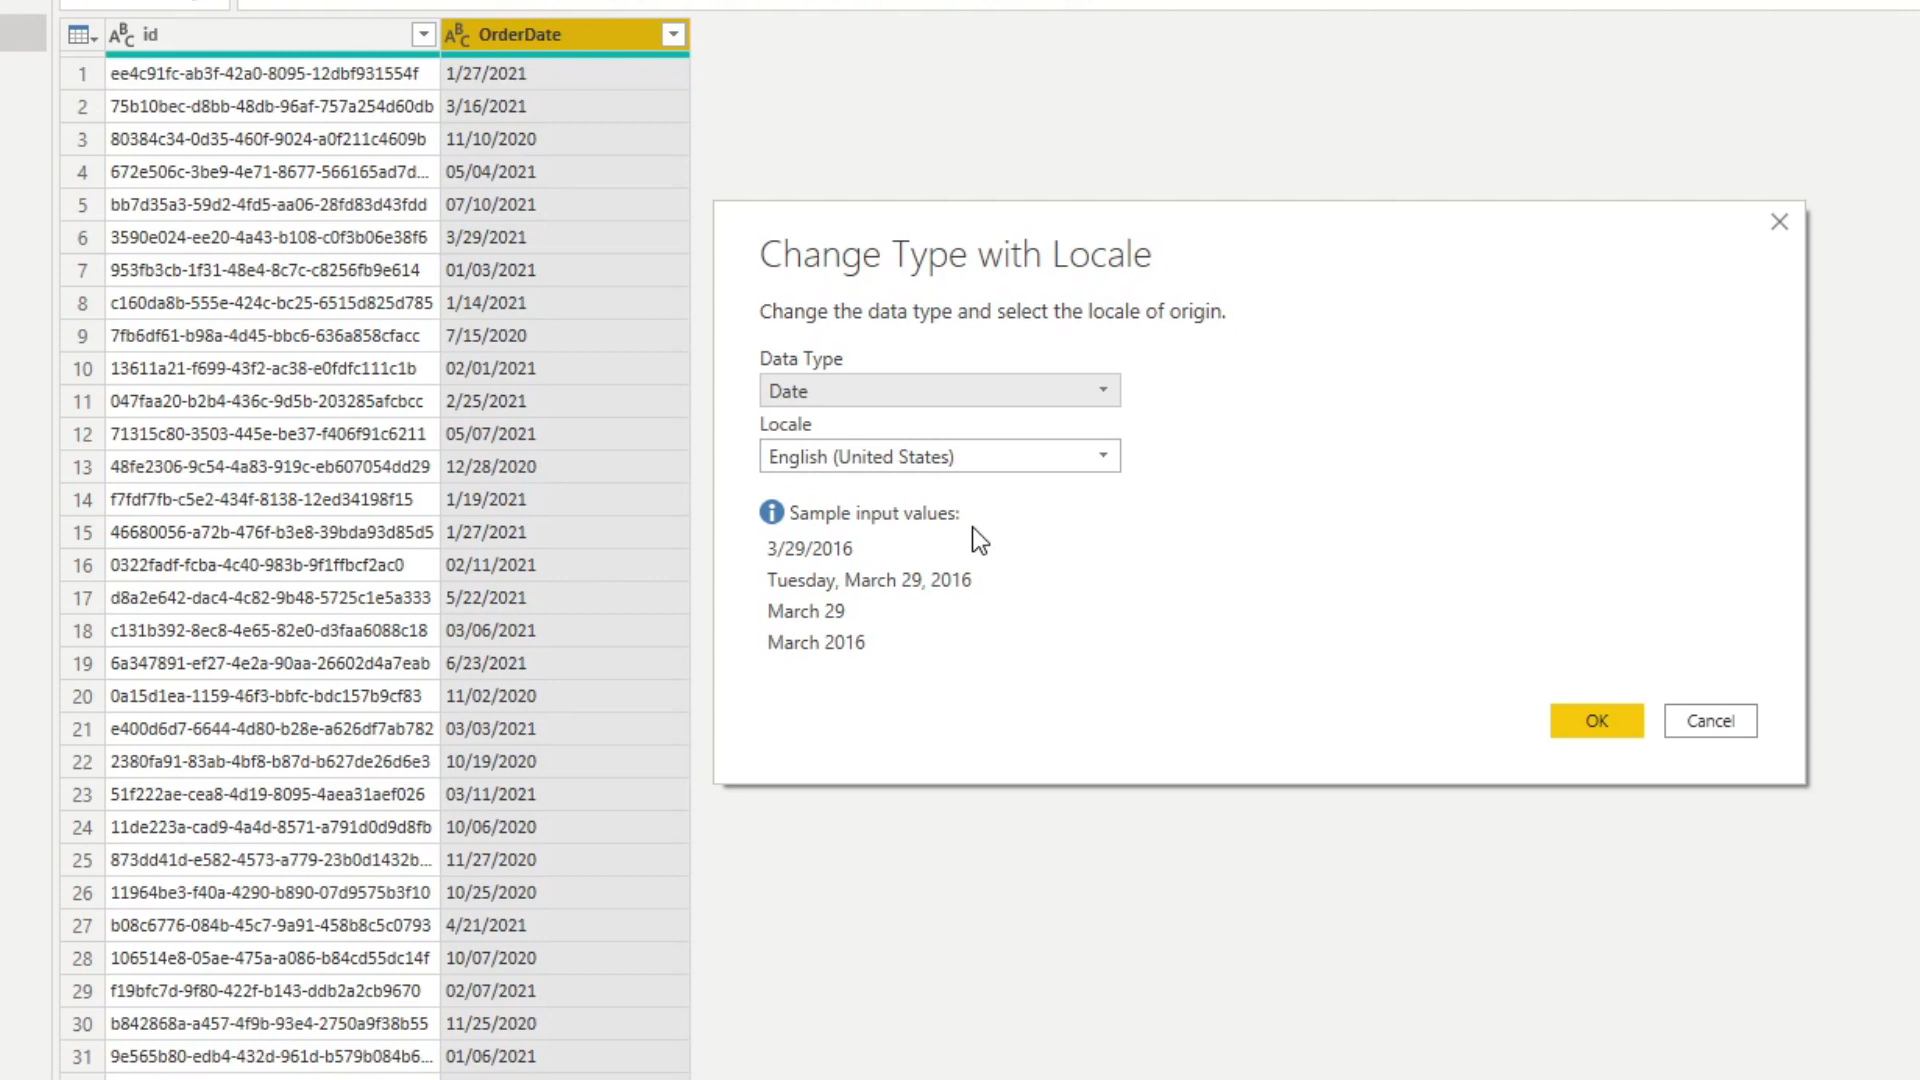 id OrderDate
1 ee4c91fc-ab3f-42a0-8095-12dbf931554f 1/27/2021
2 75b10bec-d8bb-48db-96af-757a254d60db 3/16/2021
3 80384c34-0d35-460f-9024-a0f211c4609b 11/10/2020
4 672e506c-3be9-4e71-8677-566165ad7d... 05/04/2021
5 bb7d35a3-59d2-4fd5-aa06-28fd83d43fdd 07/10/2021
6 3590e024-ee20-4a43-b108-c0f3b06e38f6 3/29/2021
7 953fb3cb-1f31-48e4-8c7c-c8256fb9e614 01/03/2021
8 c160da8b-555e-424c-bc25-6515d825d785 1/14/2021
9 7fb6df61-b98a-4d45-bbc6-636a858cfacc 7/15/2020
10 13611a21-f699-43f2-ac38-e0fdfc111c1b 02/01/2021
11 047faa20-b2b4-436c-9d5b-203285afcbcc 2/25/2021
12 71315c80-3503-445e-be37-f406f91c6211 05/07/2021
13 48fe2306-9c54-4a83-919c-eb607054dd29 12/28/2020
14 f7fdf7fb-c5e2-434f-8138-12ed34198f15 1/19/2021
15 46680056-a72b-476f-b3e8-39bda93d85d5 1/27/2021
16 0322fadf-fcba-4c40-983b-9f1ffbcf2ac0 02/11/2021
17 d8a2e642-dac4-4c82-9b48-5725c1e5a333 5/22/2021
18 c131b392-8ec8-4e65-82e0-d3faa6088c18 03/06/2021
19 6a347891-ef27-4e2a-90aa-26602d4a7eab 6/23/2021
20 0a15d1ea-1159-46f3-bbfc-bdc157b9cf83 11/02/2020
21 e400d6d7-6644-4d80-b28e-a626df7ab782 03/03/2021
22 2380fa91-83ab-4bf8-b87d-b627de26d6e3 10/19/2020
23 51f222ae-cea8-4d19-8095-4aea31aef026 03/11/2021
24 11de223a-cad9-4a4d-8571-a791d0d9d8fb 10/06/2020
25 873dd41d-e582-4573-a779-23b0d1432b... 11/27/2020
26 11964be3-f40a-4290-b890-07d9575b3f10 10/25/2020
27 b08c6776-084b-45c7-9a91-458b8c5c0793 4/21/2021
28 106514e8-05ae-475a-a086-b84cd55dc14f 10/07/2020
29 f19bfc7d-9f80-422f-b143-ddb2a2cb9670 02/07/2021
30 b842868a-a457-4f9b-93e4-2750a9f38b55 11/25/2020
31 9e565b80-edb4-432d-961d-b579b084b6... 01/06/2021
Change Type with Locale
Change the data type and select the locale of origin.
Data Type
Date
Locale
English (United States)
Sample input values:
3/29/2016
Tuesday, March 29, 2016
March 29
March 2016
OK Cancel